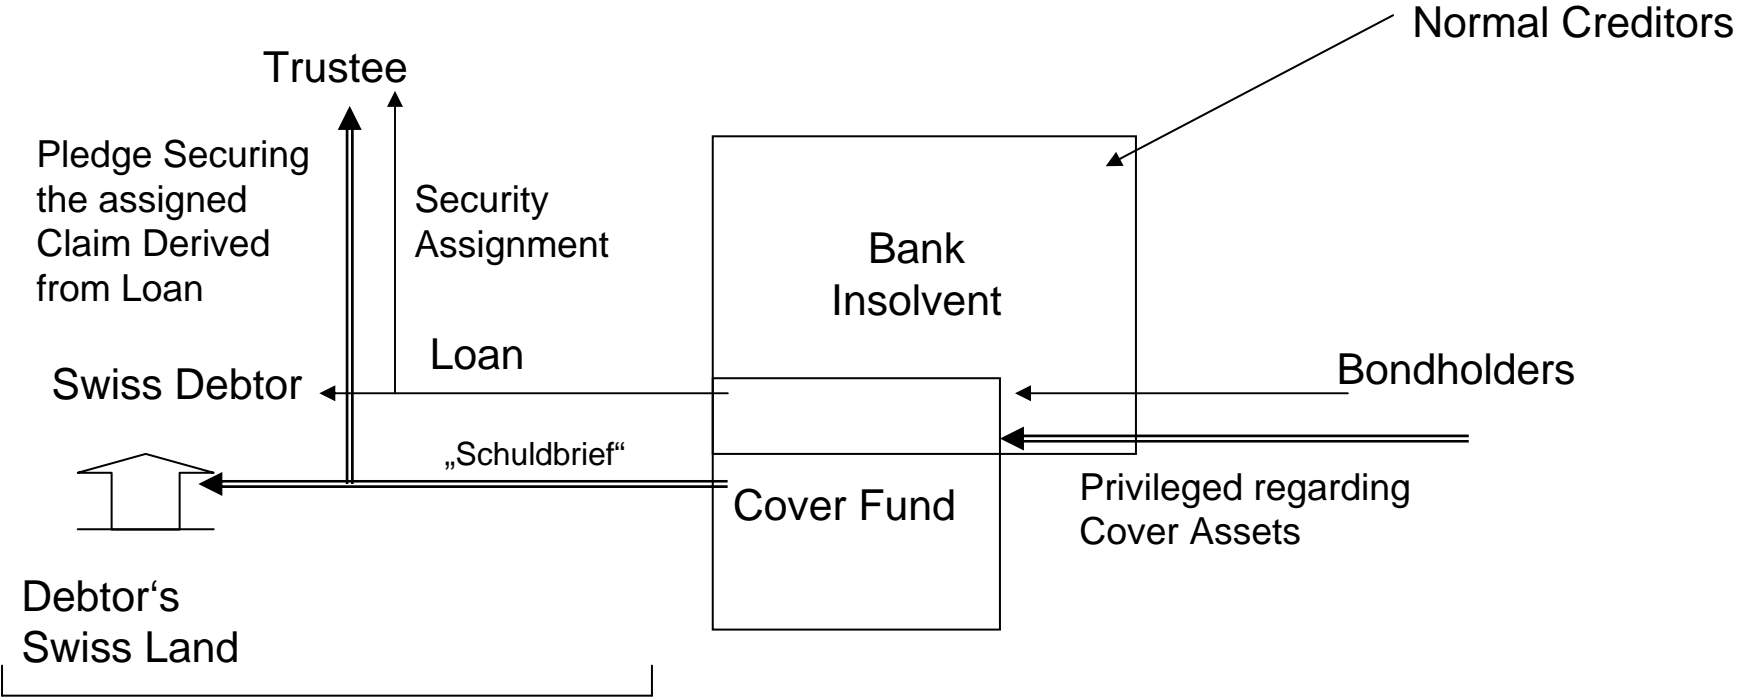 Normal Creditors
Trustee
Pledge Securing
the assigned
Claim Derived
from Loan
Security
Assignment
Bank
Insolvent
Loan
Swiss Debtor
Bondholders
„Schuldbrief“
Cover Fund
Privileged regarding
Cover Assets
Debtor‘s
Swiss Land